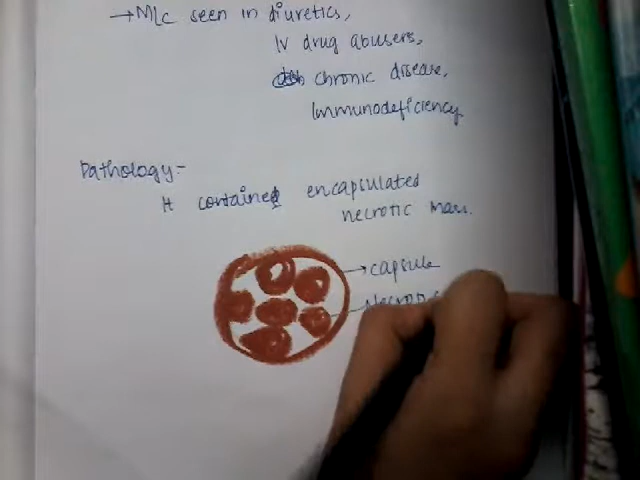 → M/c seen in diuretics,
IV drug abusers,
chronic disease,
Immunodeficiency
Pathology-
It contained encapsulated
necrotic mass.
→ capsule